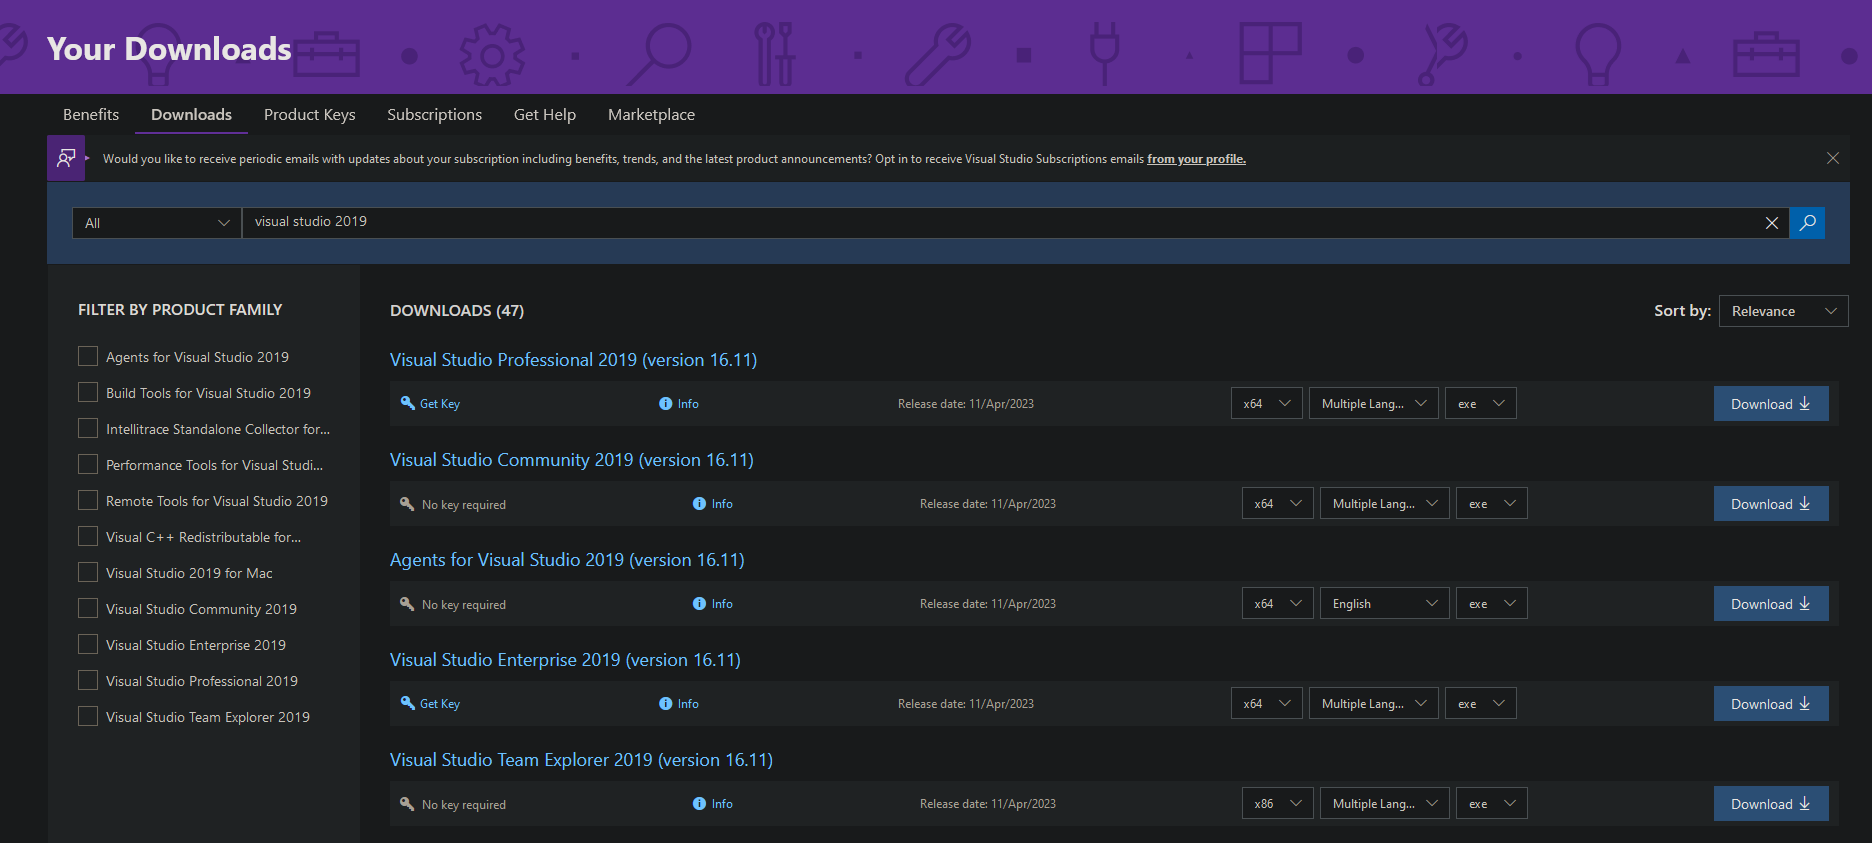 Your Downloads
Benefits Downloads Product Keys Subscriptions Get Help Marketplace
Would you like to receive periodic emails with updates about your subscription including benefits, trends, and the latest product announcements? Opt in to receive Visual Studio Subscriptions emails from your profile.
All visual studio 2019
FILTER BY PRODUCT FAMILY
Agents for Visual Studio 2019
Build Tools for Visual Studio 2019
Intellitrace Standalone Collector for...
Performance Tools for Visual Studi...
Remote Tools for Visual Studio 2019
Visual C++ Redistributable for...
Visual Studio 2019 for Mac
Visual Studio Community 2019
Visual Studio Enterprise 2019
Visual Studio Professional 2019
Visual Studio Team Explorer 2019
DOWNLOADS (47) Sort by: Relevance
Visual Studio Professional 2019 (version 16.11)
Get Key Info Release date: 11/Apr/2023 x64 Multiple Lang... exe Download
Visual Studio Community 2019 (version 16.11)
No key required Info Release date: 11/Apr/2023 x64 Multiple Lang... exe Download
Agents for Visual Studio 2019 (version 16.11)
No key required Info Release date: 11/Apr/2023 x64 English exe Download
Visual Studio Enterprise 2019 (version 16.11)
Get Key Info Release date: 11/Apr/2023 x64 Multiple Lang... exe Download
Visual Studio Team Explorer 2019 (version 16.11)
No key required Info Release date: 11/Apr/2023 x86 Multiple Lang... exe Download